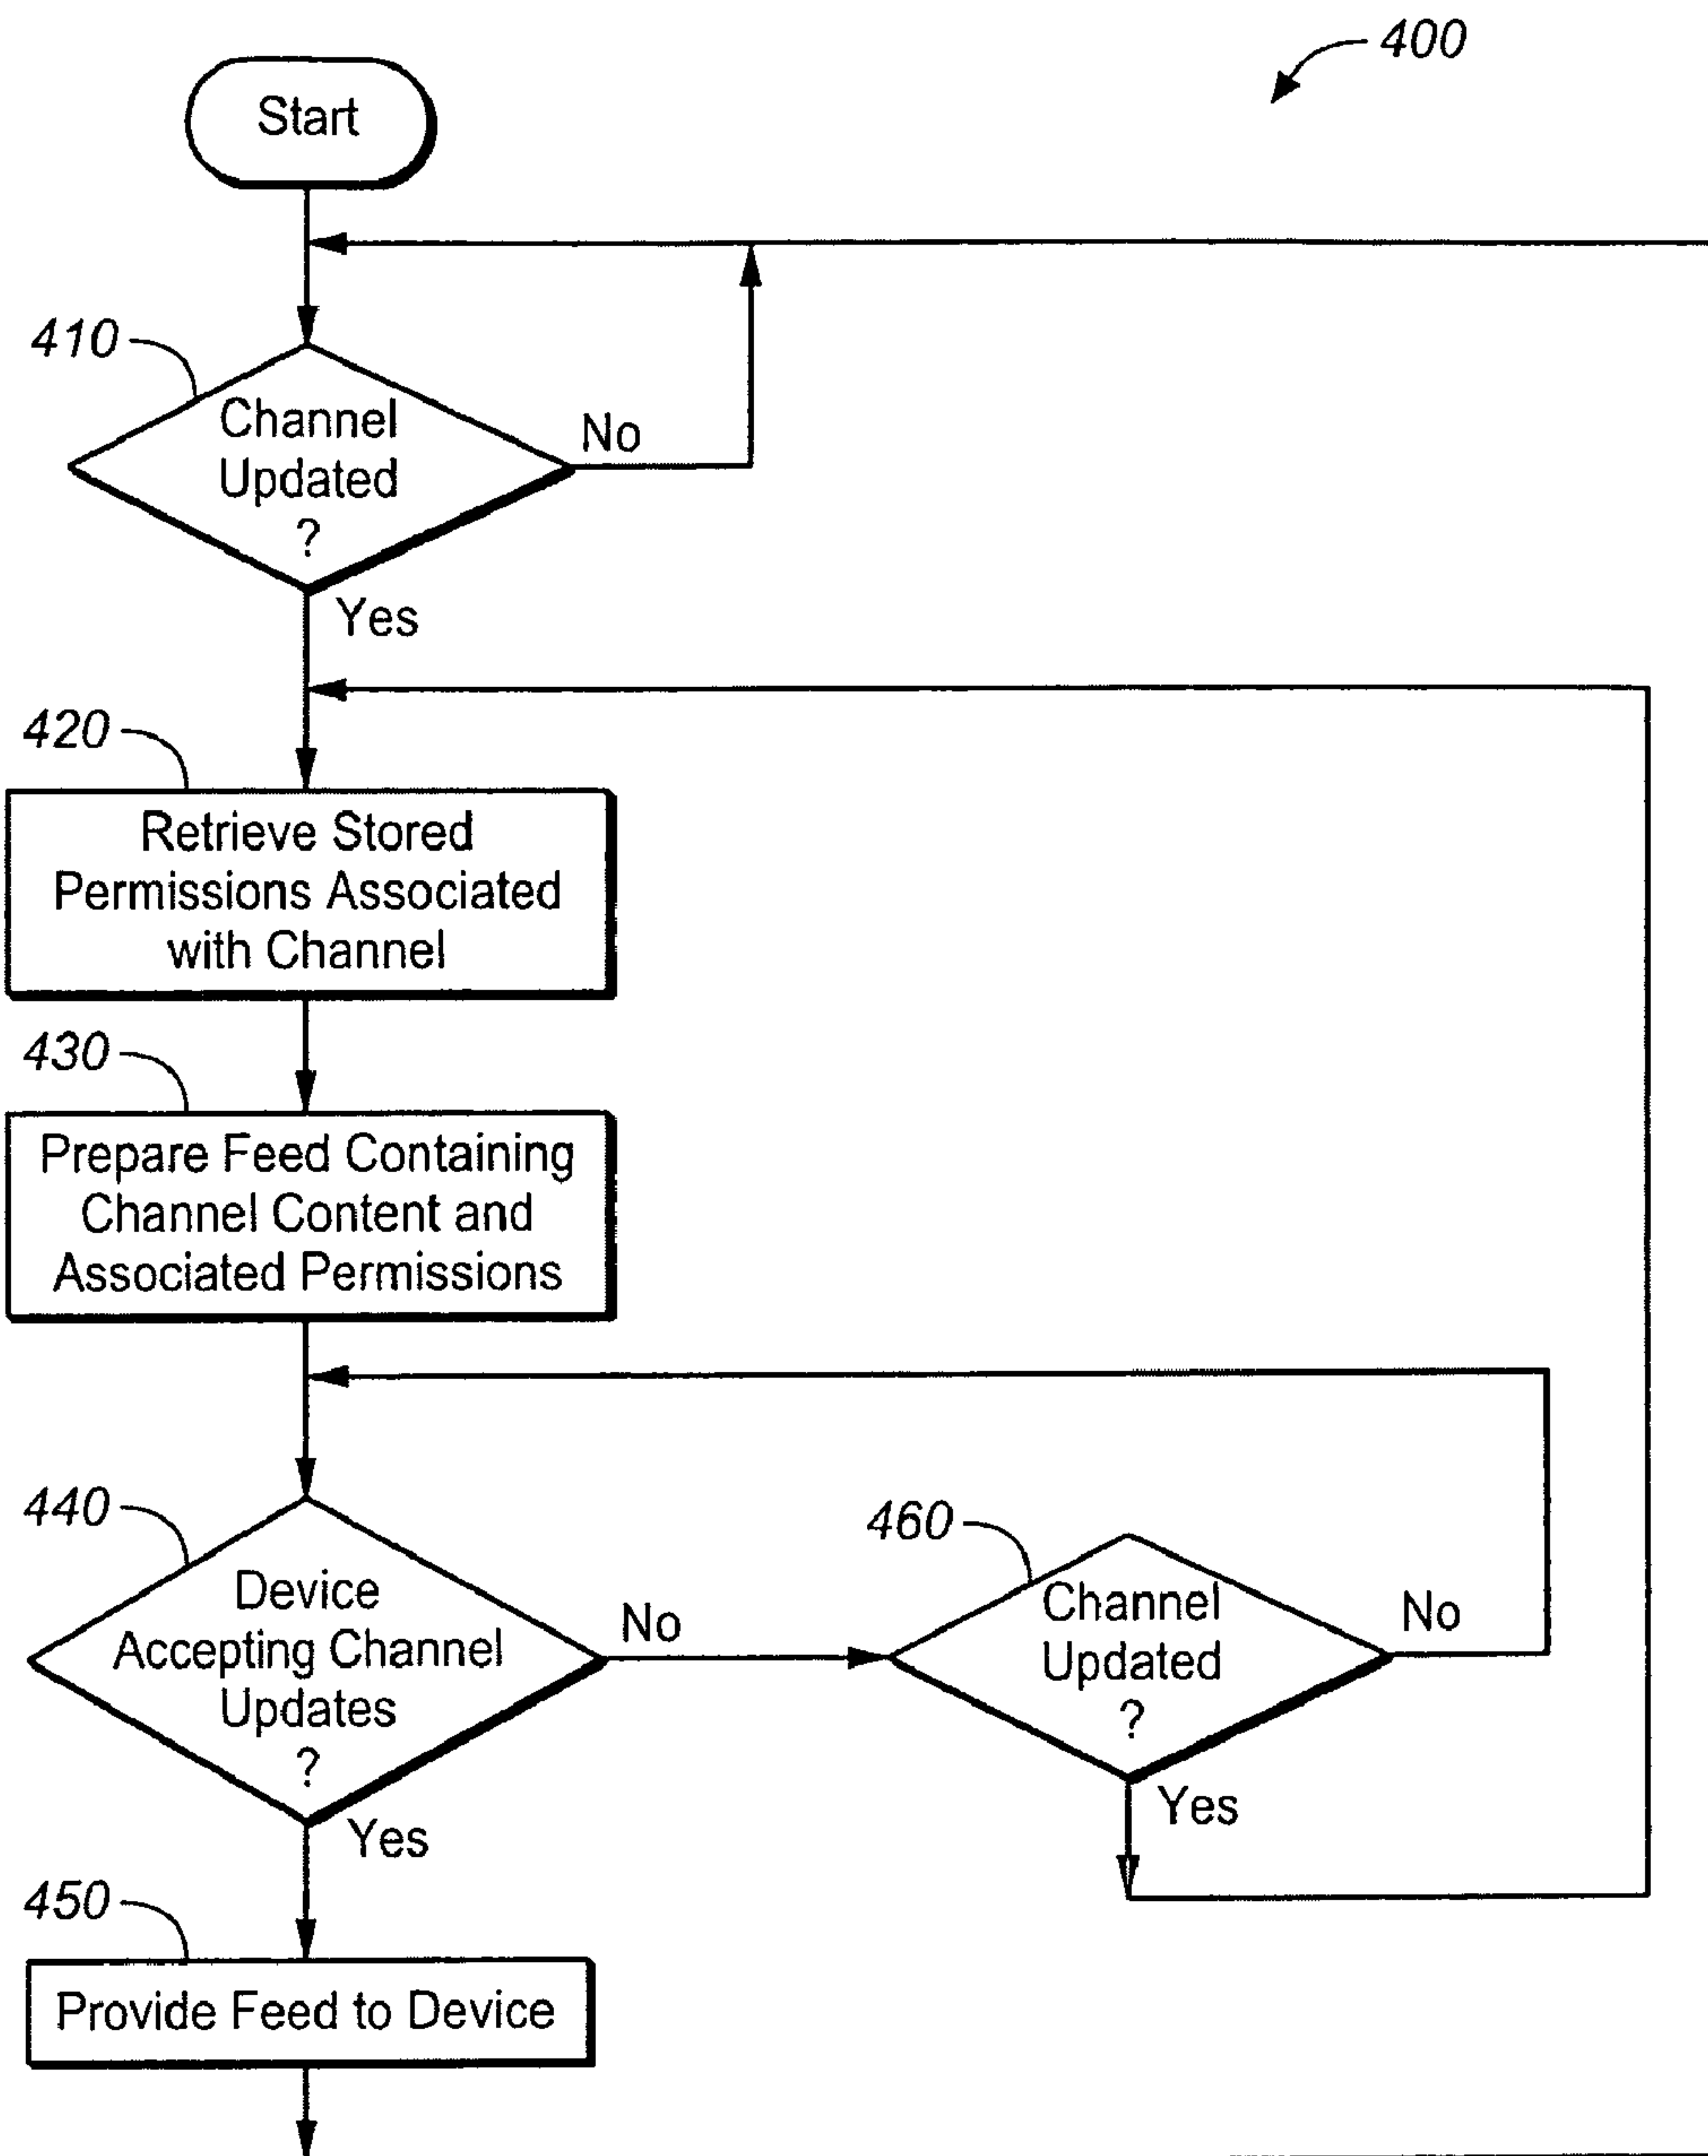 400
Start
410
Channel
Updated
?
No
Yes
420
Retrieve Stored
Permissions Associated
with Channel
430
Prepare Feed Containing
Channel Content and
Associated Permissions
440
Device
Accepting Channel
Updates
?
No
Yes
460
Channel
Updated
?
No
Yes
450
Provide Feed to Device